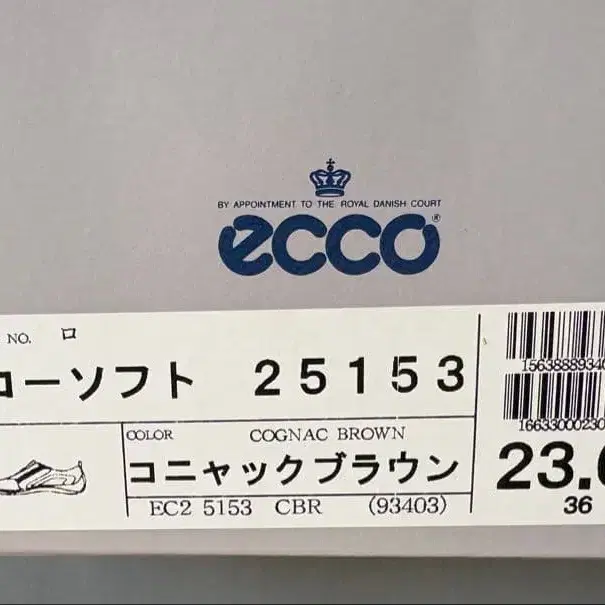 BY APPOINTMENT TO THE ROYAL DANISH COURT
ecco®
NO. ロ
ローソフト 25153
COLOR COGNAC BROWN
コニャックブラウン
EC2 5153 CBR (93403)
36